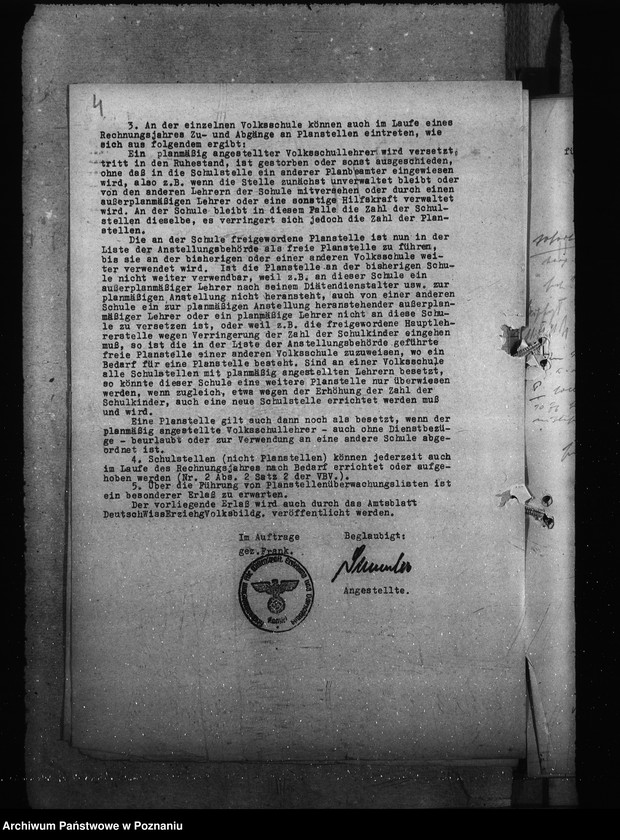 4
3. An der einzelnen Volksschule können auch im Laufe eines
Rechnungsjahres Zu- und Abgänge an Planstellen eintreten, wie
sich aus folgendem ergibt:
Ein planmäßig angestellter Volksschullehrer wird versetzt,
tritt in den Ruhestand, ist gestorben oder sonst ausgeschieden,
ohne daß in die Schulstelle ein anderer Planbeamter eingewiesen
wird, also z.B. wenn die Stelle zunächst unverwaltet bleibt oder
von den anderen Lehrern der Schule mitversehen oder durch einen
außerplanmäßigen Lehrer oder eine sonstige Hilfskraft verwaltet
wird. An der Schule bleibt in diesem Falle die Zahl der Schul-
stellen dieselbe, es verringert sich jedoch die Zahl der Plan-
stellen.
Die an der Schule freigewordene Planstelle ist nun in der
Liste der Anstellungsbehörde als freie Planstelle zu führen,
bis sie an der bisherigen oder einer anderen Volksschule wei-
ter verwendet wird. Ist die Planstelle an der bisherigen Schu-
le nicht weiter verwendbar, weil z.B. an dieser Schule ein
außerplanmäßiger Lehrer nach seinem Diätendienstalter usw. zur
planmäßigen Anstellung nicht heransteht, auch von einer anderen
Schule ein zur planmäßigen Anstellung heranstehender außerplan-
mäßiger Lehrer oder ein planmäßige Lehrer nicht an diese Schu-
le zu versetzen ist, oder weil z.B. die freigewordene Hauptleh-
rerstelle wegen Verringerung der Zahl der Schulkinder eingehen
muß, so ist die in der Liste der Anstellungsbehörde geführte
freie Planstelle einer anderen Volksschule zuzuweisen, wo ein
Bedarf für eine Planstelle besteht. Sind an einer Volksschule
alle Schulstellen mit planmäßig angestellten Lehrern besetzt,
so könnte dieser Schule eine weitere Planstelle nur überwiesen
werden, wenn zugleich, etwa wegen der Erhöhung der Zahl der
Schulkinder, auch eine neue Schulstelle errichtet werden muß
und wird.
Eine Planstelle gilt auch dann noch als besetzt, wenn der
planmäßig angestellte Volksschullehrer - auch ohne Dienstbezü-
ge - beurlaubt oder zur Verwendung an eine andere Schule abge-
ordnet ist.
4. Schulstellen (nicht Planstellen) können jederzeit auch
im Laufe des Rechnungsjahres nach Bedarf errichtet oder aufge-
hoben werden (Nr. 2 Abs. 2 Satz 2 der VBV.).
5. Über die Führung von Planstellenüberwachungslisten ist
ein besonderer Erlaß zu erwarten.
Der vorliegende Erlaß wird auch durch das Amtsblatt
DeutschWissErziehgVolksbildg. veröffentlicht werden.
Im Auftrage Beglaubigt:
gez.Frank.
Angestellte.
Archiwum Państwowe w Poznaniu